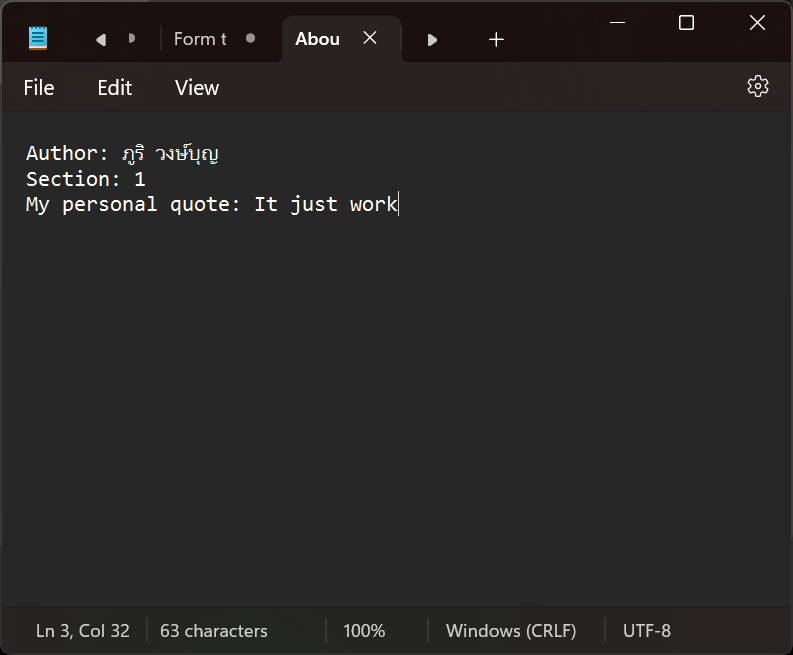 Form t
Abou
File Edit View
Author: ภูริ วงษ์บุญ
Section: 1
My personal quote: It just work
Ln 3, Col 32 63 characters 100% Windows (CRLF) UTF-8